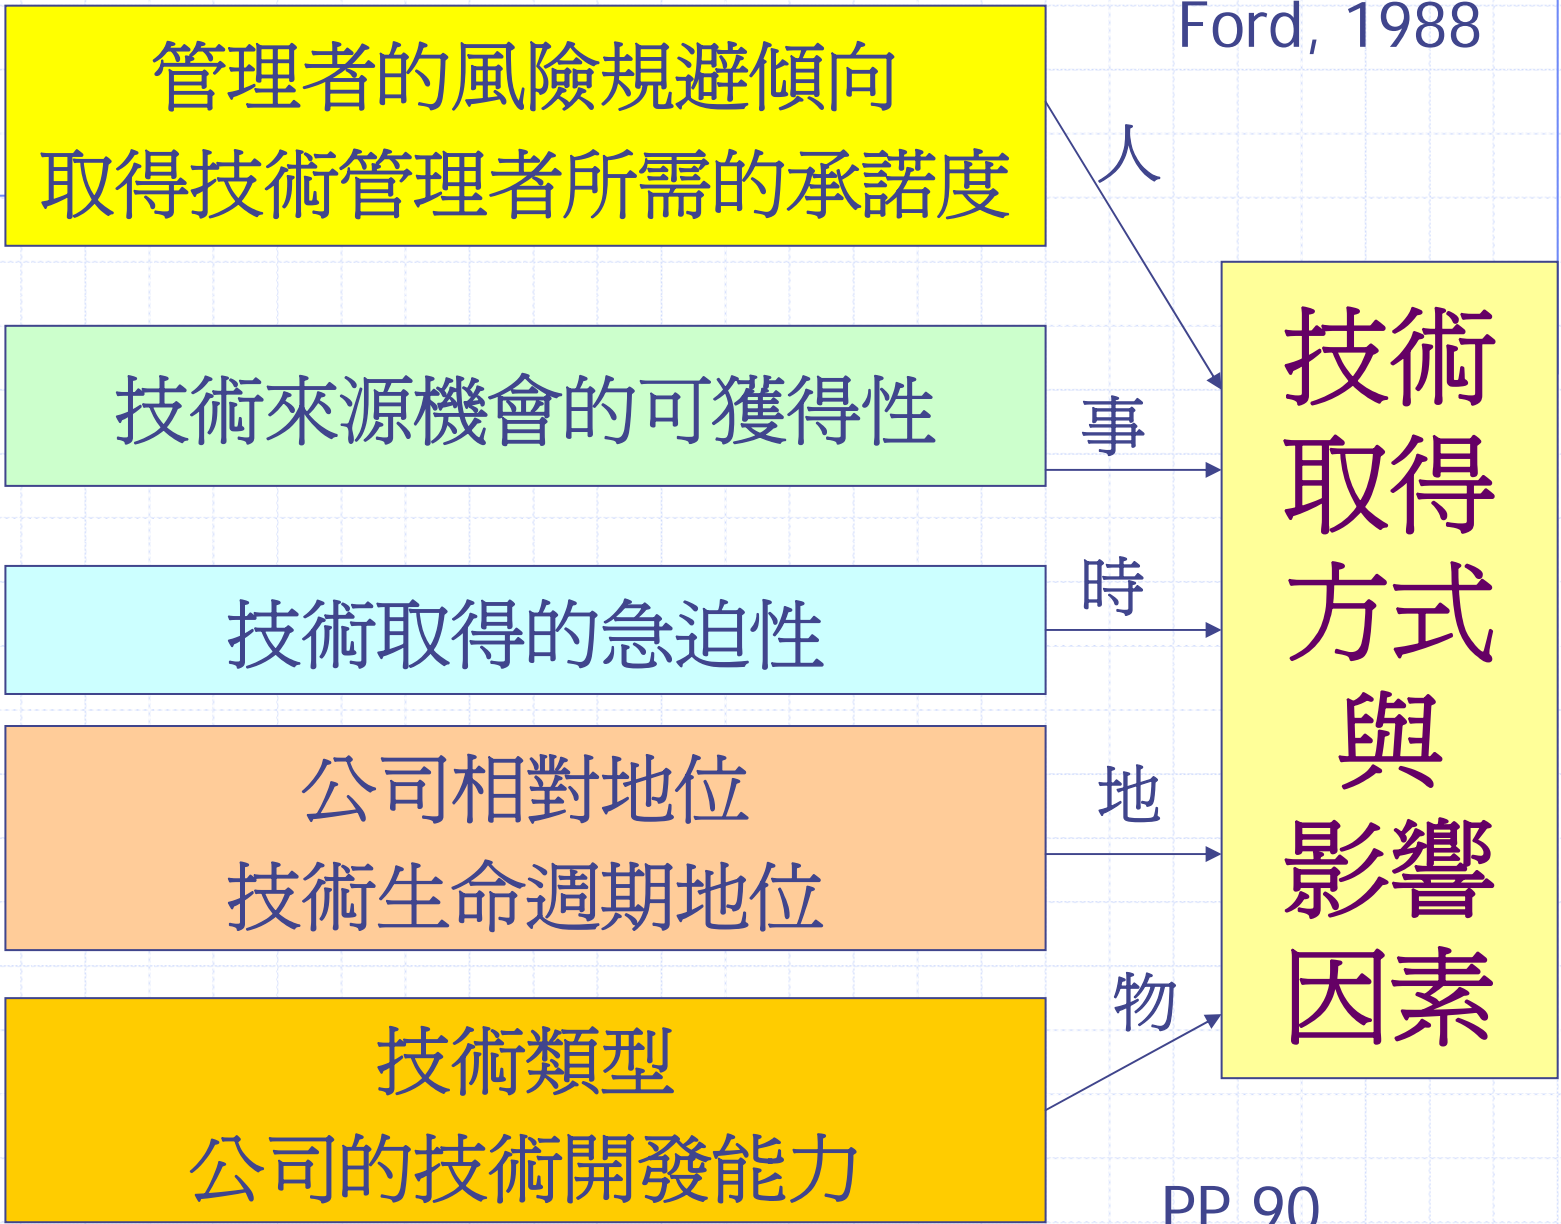 Ford, 1988
管理者的風險規避傾向
取得技術管理者所需的承諾度
人
技術來源機會的可獲得性
事
技術取得的急迫性
時
公司相對地位
技術生命週期地位
地
技術類型
公司的技術開發能力
物
技術
取得
方式
與
影響
因素
PP 90